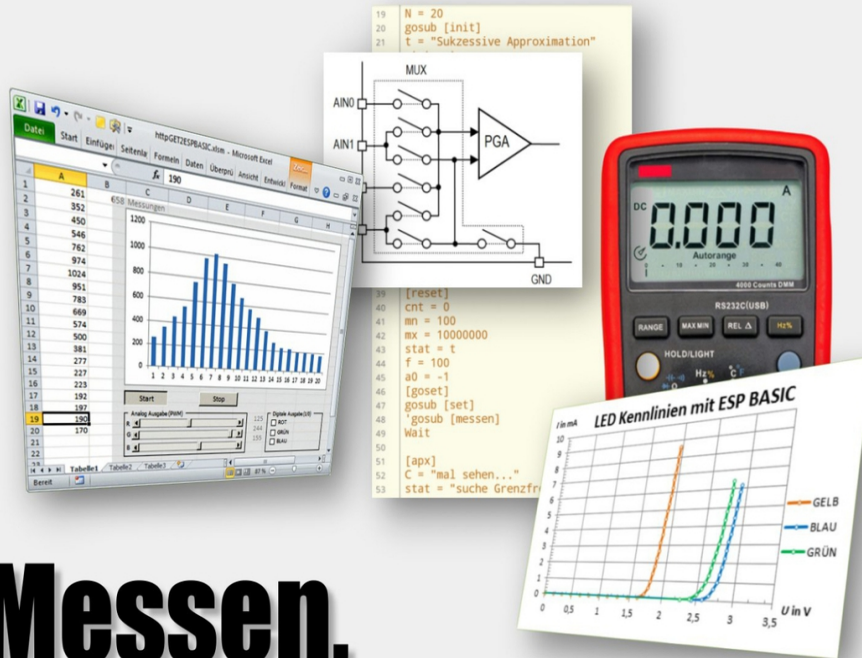 19 N = 20
20 gosub [init]
21 t = "Sukzessive Approximation"
MUX
AIN0
AIN1
PGA
GND
httpGET2ESPBASIC.xlsm - Microsoft Excel
Datei Start Einfüge Seitenla Formeln Daten Überprü Ansicht Entwickl Format
fx 190
A B C D E F G H
1 261 658 Messungen
2 352
3 450
4 546
5 762
6 974
7 1024
8 951
9 783
10 669
11 574
12 500
13 381
14 277
15 227
16 223
17 192
18 197
19 190
20 170
21
22
1200
1000
800
600
400
200
0
1 2 3 4 5 6 7 8 9 10 11 12 13 14 15 16 17 18 19 20
Start Stop
Analog Ausgabe (PWM)
R 125
G 244
B 155
Digitale Ausgabe (I/O)
ROT
GRÜN
BLAU
Tabelle1 Tabelle2 Tabelle3
Bereit 87%
39 [reset]
40 cnt = 0
41 mn = 100
42 mx = 10000000
43 stat = t
44 f = 100
45 a0 = -1
46 [goset]
47 gosub [set]
48 'gosub [messen]
49 Wait
50
51 [apx]
52 C = "mal sehen..."
53 stat = "suche Grenzfr
DC A
0.000
Autorange
0 10 20 30 40
4000 Counts DMM
RS232C(USB)
RANGE MAX MIN REL Δ Hz%
HOLD/LIGHT
Hz% °C °F
LED Kennlinien mit ESP BASIC
I in mA
10
9
8
7
6
5
4
3
2
1
0
0 0,5 1 1,5 2 2,5 3 3,5
U in V
GELB
BLAU
GRÜN
Messen.